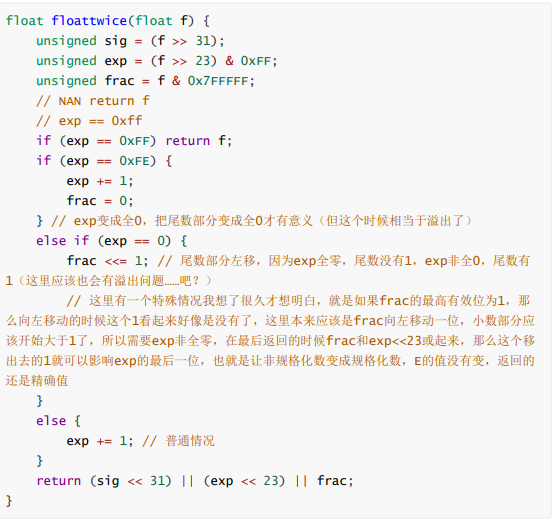 float floattwice(float f) {
    unsigned sig = (f >> 31);
    unsigned exp = (f >> 23) & 0xFF;
    unsigned frac = f & 0x7FFFFF;
    // NAN return f
    // exp == 0xff
    if (exp == 0xFF) return f;
    if (exp == 0xFE) {
        exp += 1;
        frac = 0;
    } // exp变成全0，把尾数部分变成全0才有意义（但这个时候相当于溢出了）
    else if (exp == 0) {
        frac <<= 1; // 尾数部分左移，因为exp全零，尾数没有1，exp非全0，尾数有
1（这里应该也会有溢出问题……吧？）
        // 这里有一个特殊情况我想了很久才想明白，就是如果frac的最高有效位为1，那
么向左移动的时候这个1看起来好像是没有了，这里本来应该是frac向左移动一位，小数部分应
该开始大于1了，所以需要exp非全零，在最后返回的时候frac和exp<<23或起来，那么这个移
出去的1就可以影响exp的最后一位，也就是让非规格化数变成规格化数，E的值没有变，返回的
还是精确值
    }
    else {
        exp += 1; // 普通情况
    }
    return (sig << 31) || (exp << 23) || frac;
}